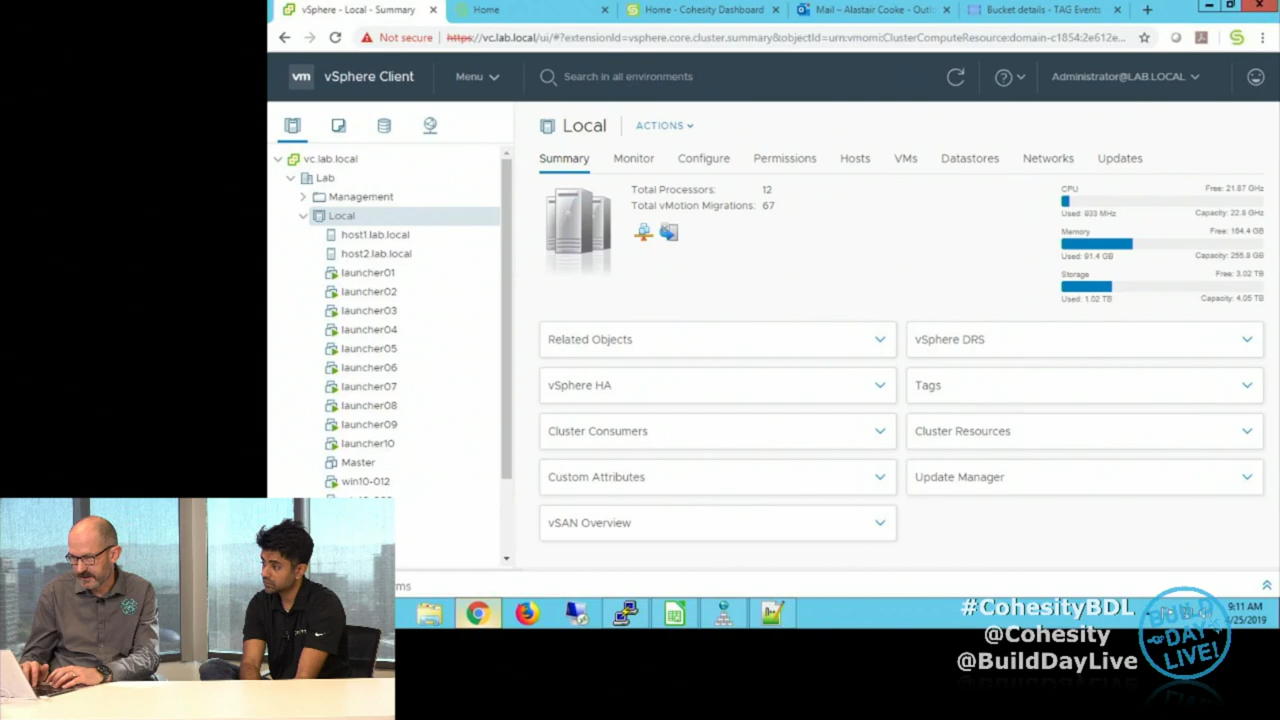 vSphere - Local - Summary
Home
Home - Cohesity Dashboard
Mail – Alastair Cooke - Outlo
Bucket details - TAG Events
Not secure
https://vc.lab.local/ui/#?extensionId=vsphere.core.cluster.summary&objectId=urn:vmomi:ClusterComputeResource:domain-c1854:2e612e...
vm
vSphere Client
Menu
Search in all environments
Administrator@LAB.LOCAL
vc.lab.local
Lab
Management
Local
host1.lab.local
host2.lab.local
launcher01
launcher02
launcher03
launcher04
launcher05
launcher06
launcher07
launcher08
launcher09
launcher10
Master
win10-012
Local
ACTIONS
Summary
Monitor
Configure
Permissions
Hosts
VMs
Datastores
Networks
Updates
Total Processors: 12
Total vMotion Migrations: 67
CPU
Free: 21.87 GHz
Used: 933 MHz
Capacity: 22.8 GHz
Memory
Free: 164.4 GB
Used: 91.4 GB
Capacity: 255.8 GB
Storage
Free: 3.02 TB
Used: 1.02 TB
Capacity: 4.05 TB
Related Objects
vSphere DRS
vSphere HA
Tags
Cluster Consumers
Cluster Resources
Custom Attributes
Update Manager
vSAN Overview
ms
9:11 AM
/25/2019
#CohesityBDL
@Cohesity
@BuildDayLive
BUILD
DAY
LIVE!